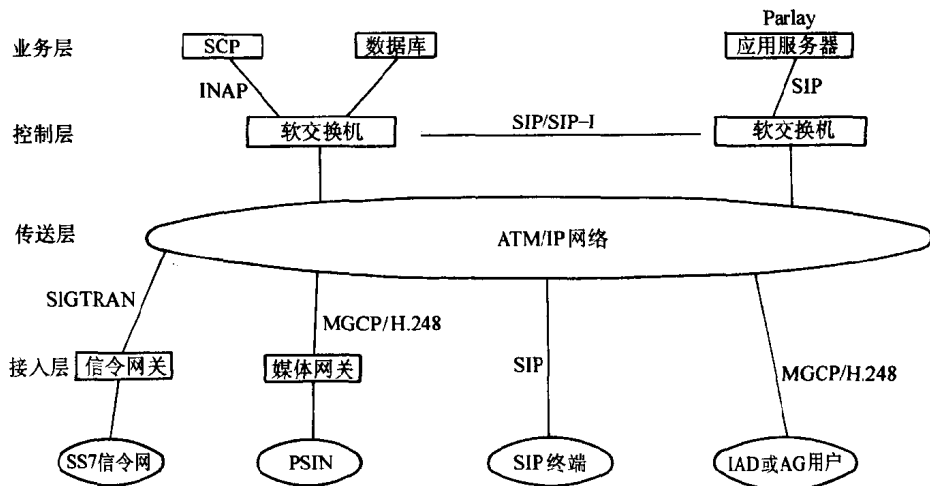 Parlay
业务层 SCP 数据库 应用服务器
INAP SIP
控制层 软交换机 SIP/SIP-I 软交换机
传送层 ATM/IP网络
SIGTRAN
MGCP/H.248
接入层 信令网关 媒体网关 SIP MGCP/H.248
SS7信令网 PSIN SIP终端 IAD或AG用户